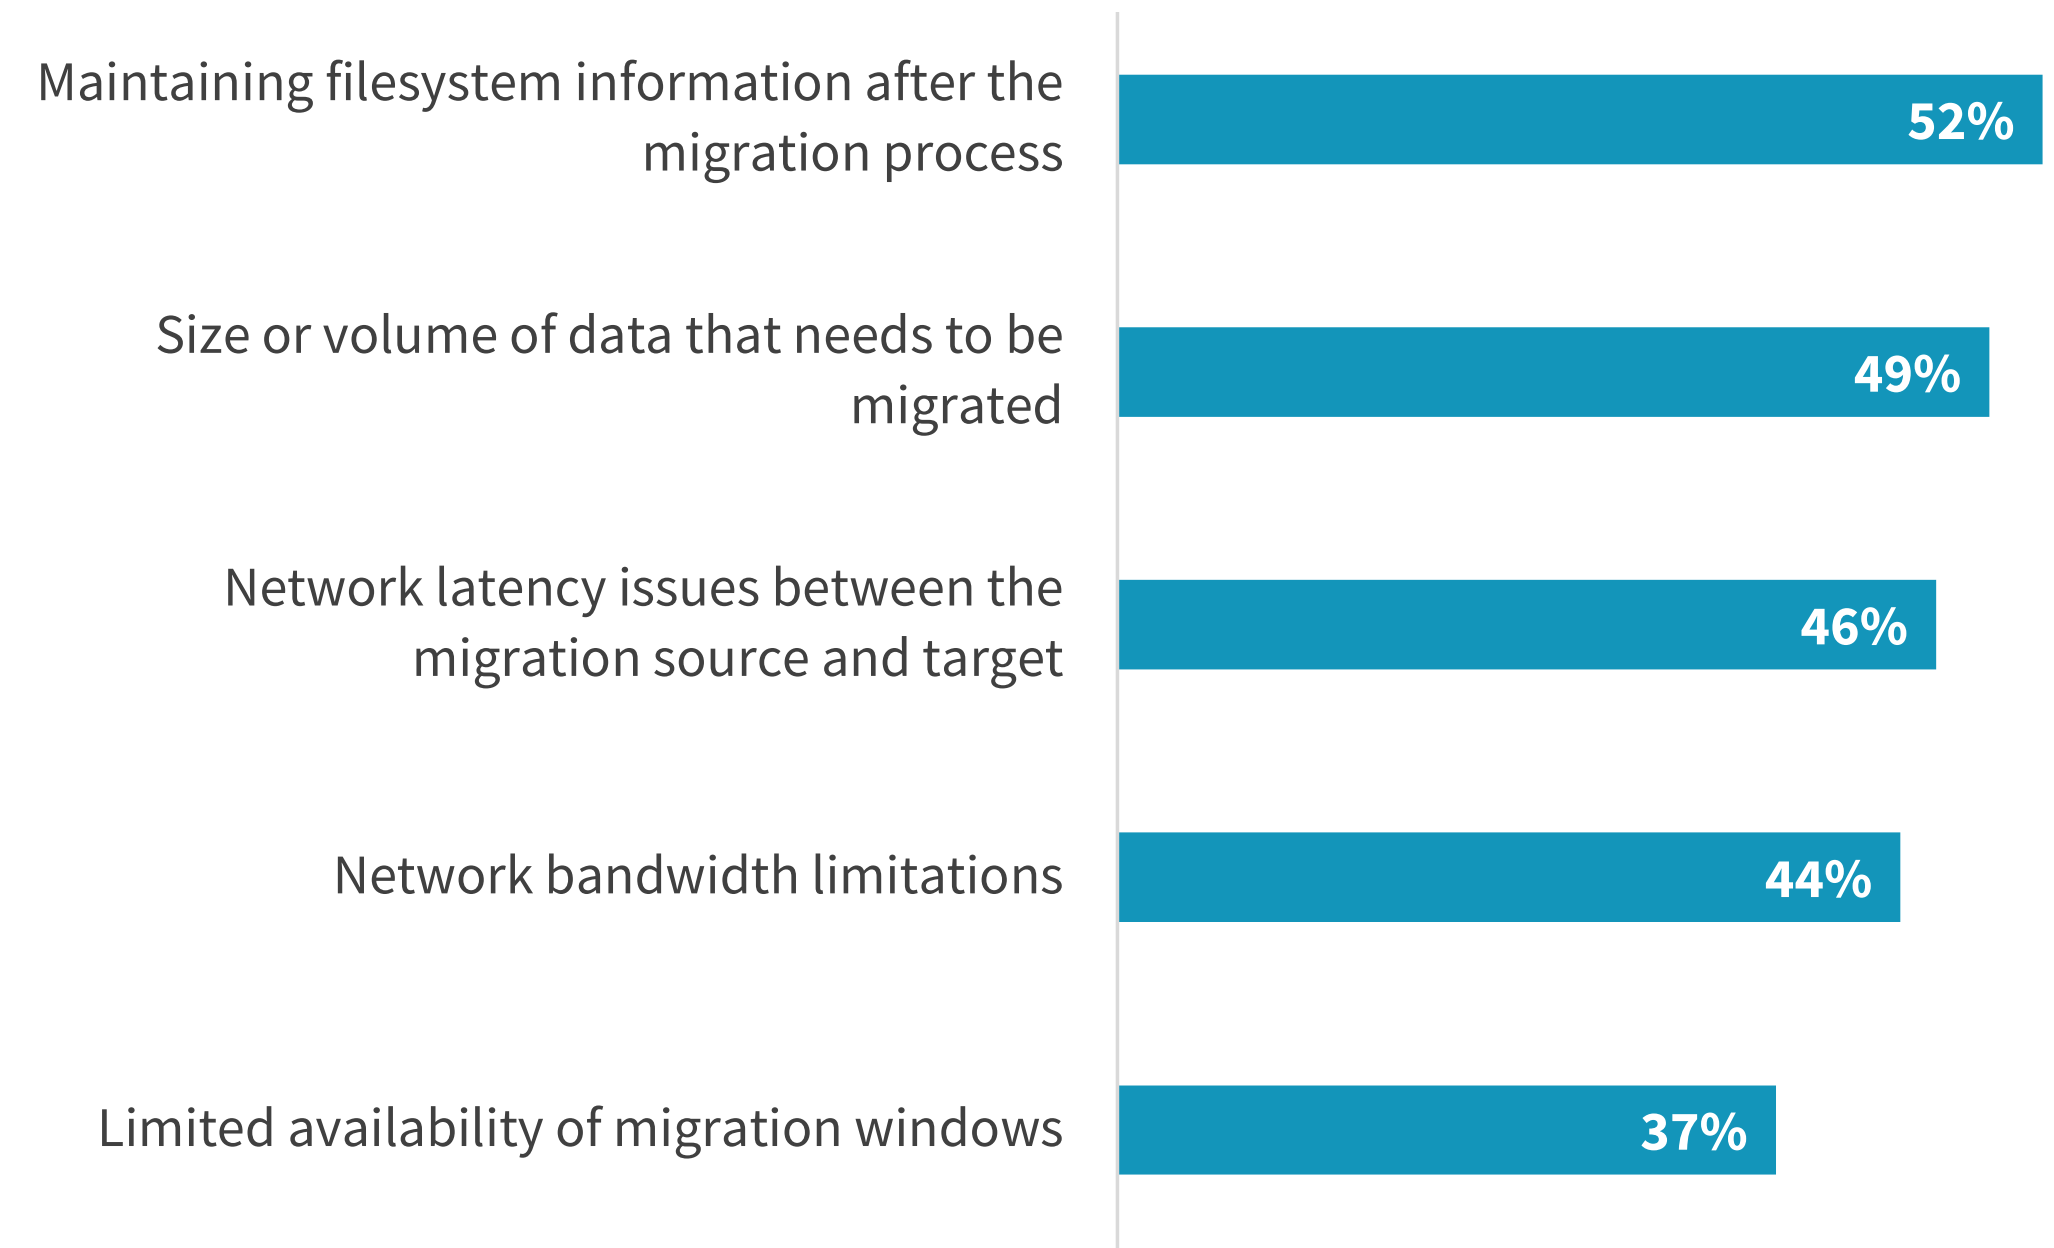 Maintaining filesystem information after the
migration process
52%
Size or volume of data that needs to be
migrated
49%
Network latency issues between the
migration source and target
46%
Network bandwidth limitations
44%
Limited availability of migration windows
37%